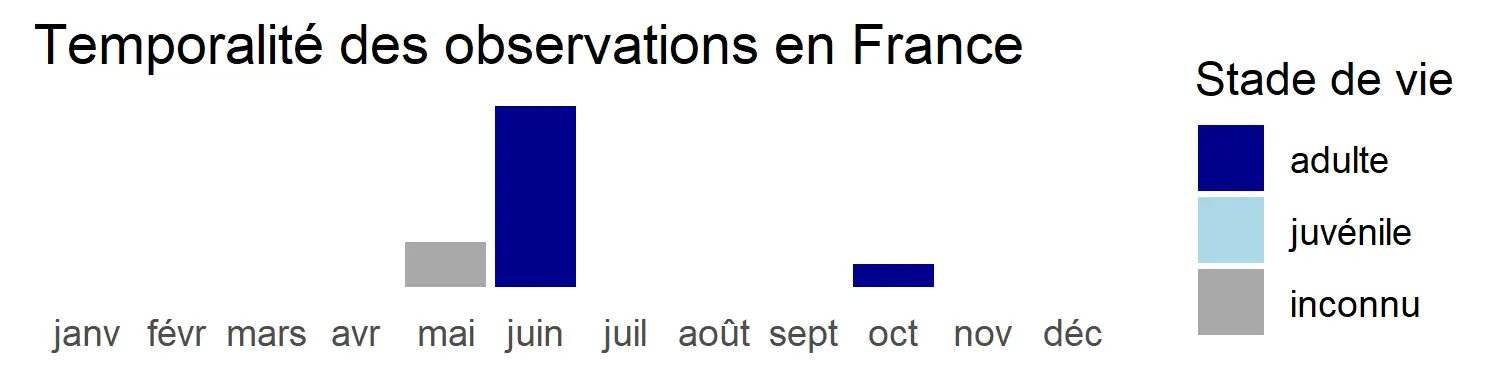 Temporalité des observations en France
Stade de vie
adulte
juvénile
inconnu
janv févr mars avr mai juin juil août sept oct nov déc